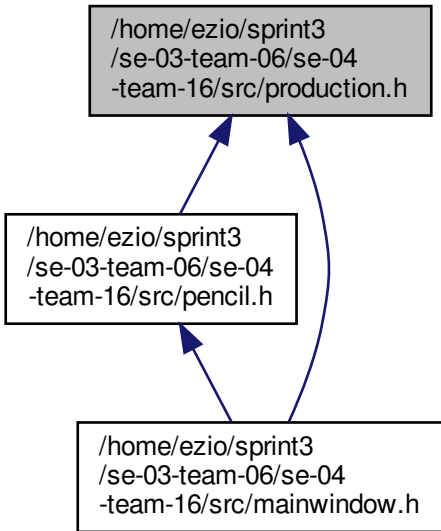 /home/ezio/sprint3
/se-03-team-06/se-04
-team-16/src/production.h
/home/ezio/sprint3
/se-03-team-06/se-04
-team-16/src/pencil.h
/home/ezio/sprint3
/se-03-team-06/se-04
-team-16/src/mainwindow.h